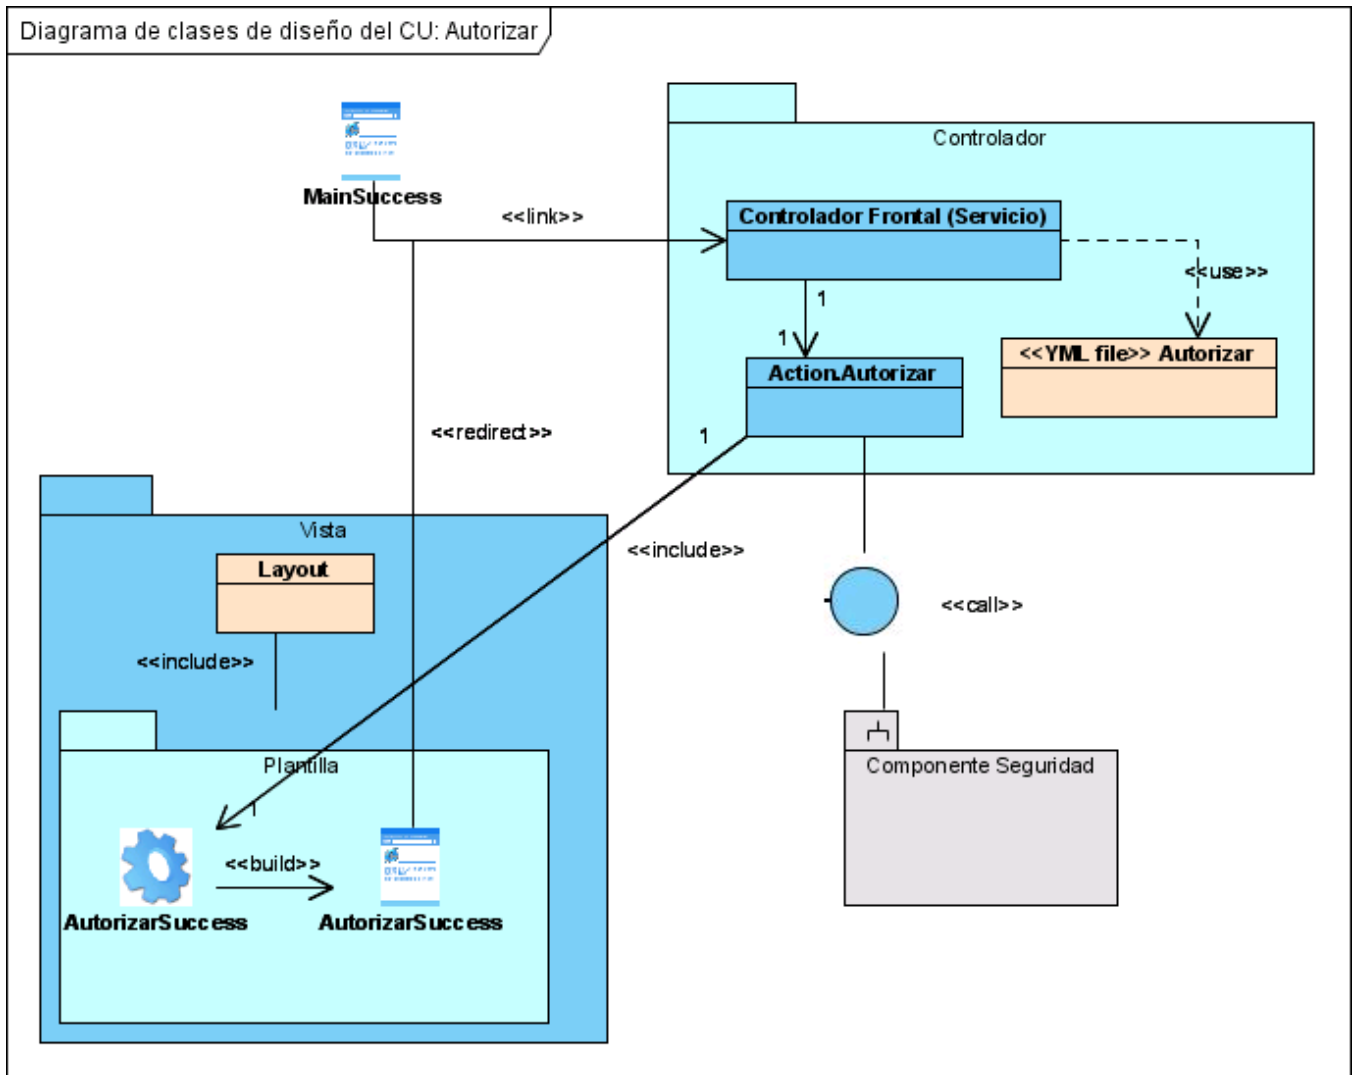 Diagrama de clases de diseño del CU: Autorizar
Controlador
MainSuccess
<<link>>
Controlador Frontal (Servicio)
<<use>>
1
1
<<YML file>> Autorizar
Action.Autorizar
<<redirect>>
1
Vista
<<include>>
Layout
<<call>>
<<include>>
Plantilla
Componente Seguridad
1
<<build>>
AutorizarSuccess
AutorizarSuccess